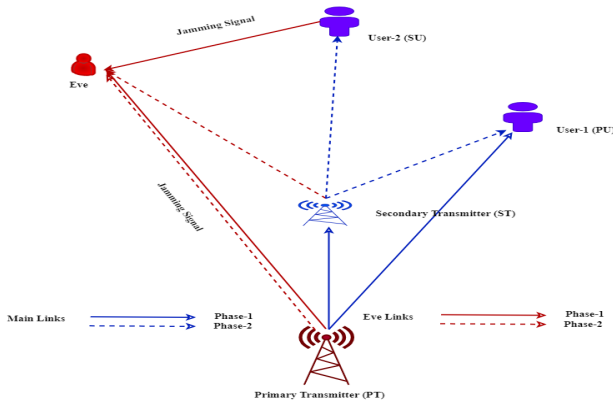 Jamming Signal
User-2 (SU)
Eve
User-1 (PU)
Jamming Signal
Secondary Transmitter (ST)
Main Links
Phase-1
Phase-2
Eve Links
Phase-1
Phase-2
Primary Transmitter (PT)